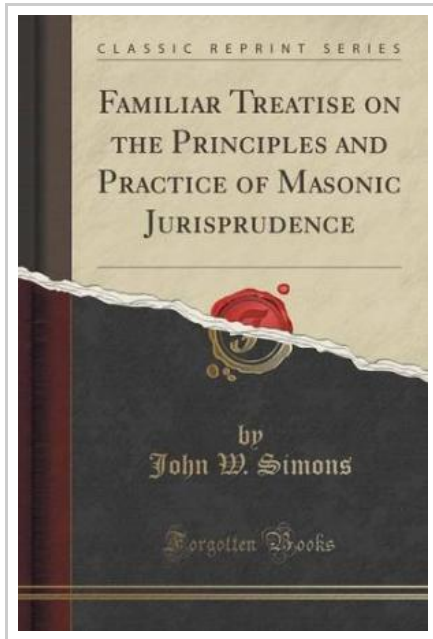 CLASSIC REPRINT SERIES
FAMILIAR TREATISE ON
THE PRINCIPLES AND
PRACTICE OF MASONIC
JURISPRUDENCE
by
John W. Simons
Forgotten Books